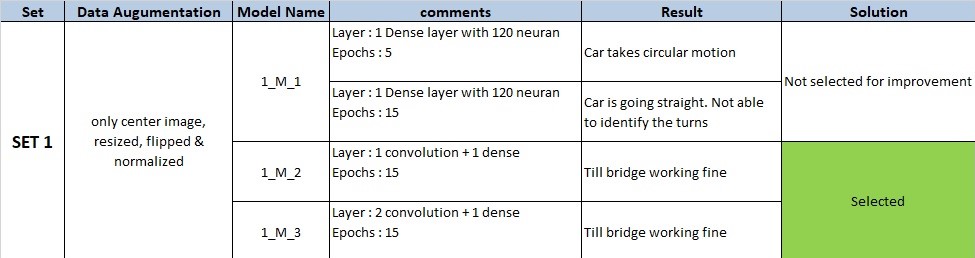 Set Data Augumentation Model Name comments Result Solution
SET 1
only center image,
resized, flipped &
normalized
1_M_1
Layer : 1 Dense layer with 120 neuran
Epochs : 5
Car takes circular motion
Layer : 1 Dense layer with 120 neuran
Epochs : 15
Car is going straight. Not able
to identify the turns
Not selected for improvement
1_M_2
Layer : 1 convolution + 1 dense
Epochs : 15
Till bridge working fine
1_M_3
Layer : 2 convolution + 1 dense
Epochs : 15
Till bridge working fine
Selected